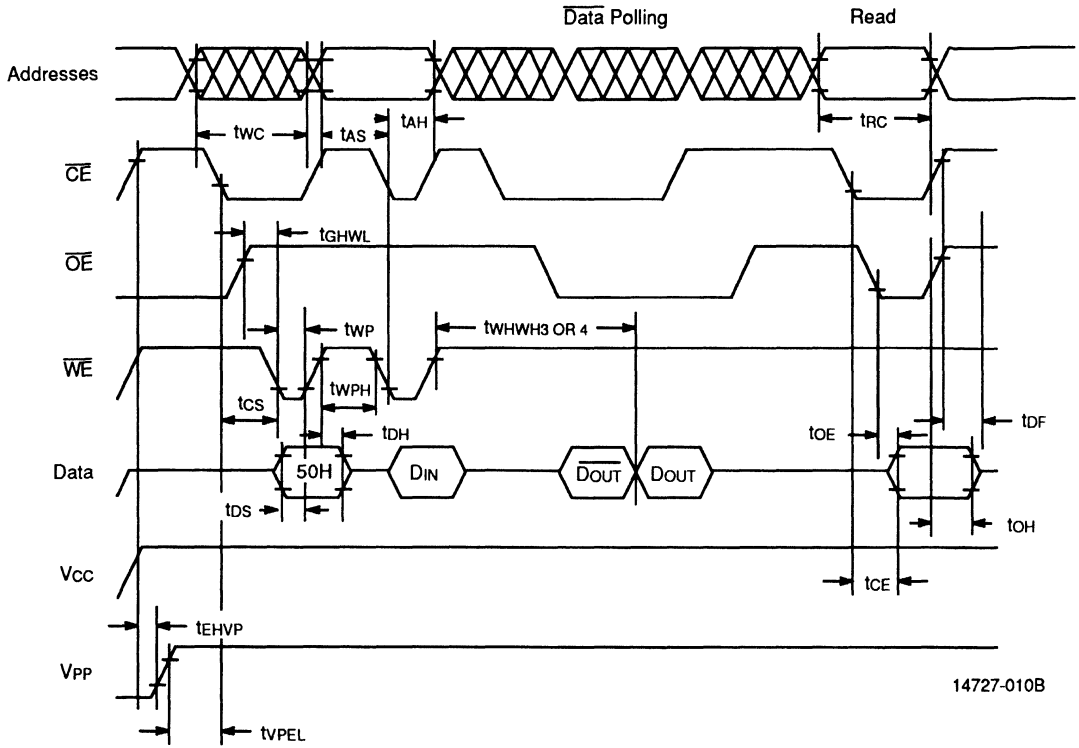 Data Polling Read
Addresses
tWC tAS tAH tRC
CE
tGHWL
OE
tWP tWHWH3 OR 4
WE
tCS tWPH
tDH tOE tDF
Data 50H DIN DOUT DOUT
tDS tOH
VCC
tCE
tEHVP
VPP
14727-010B
tVPEL